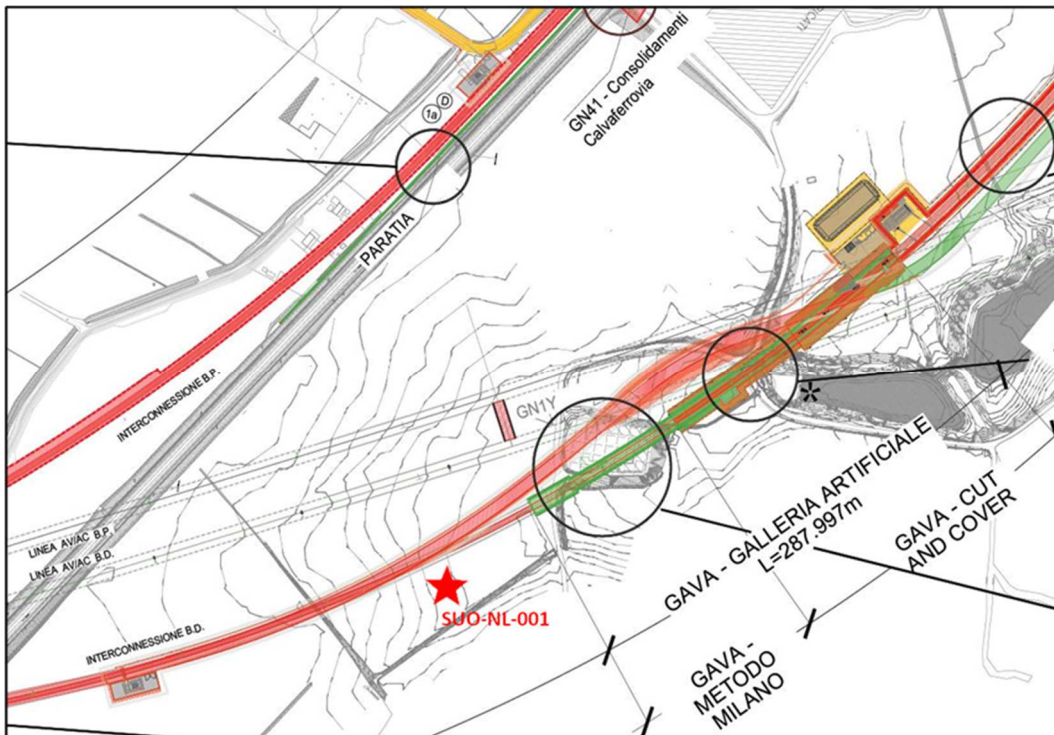 GN41 - Consolidamenti
Calvaferrovia
D
1a
PARATIA
INTERCONNESSIONE B.P.
GN1Y
LINEA AV/AC B.P.
LINEA AV/AC B.D.
*
GAVA - GALLERIA ARTIFICIALE
L=287.997m
GAVA - CUT
AND COVER
SUO-NL-001
INTERCONNESSIONE B.D.
GAVA -
METODO
MILANO